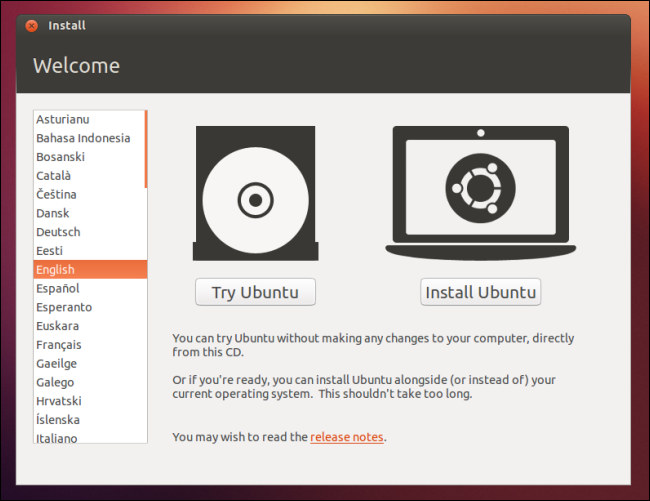 Install
Welcome
Asturianu
Bahasa Indonesia
Bosanski
Català
Čeština
Dansk
Deutsch
Eesti
English
Español
Esperanto
Euskara
Français
Gaeilge
Galego
Hrvatski
Íslenska
Italiano
Try Ubuntu
Install Ubuntu
You can try Ubuntu without making any changes to your computer, directly
from this CD.
Or if you're ready, you can install Ubuntu alongside (or instead of) your
current operating system.  This shouldn't take too long.
You may wish to read the release notes.